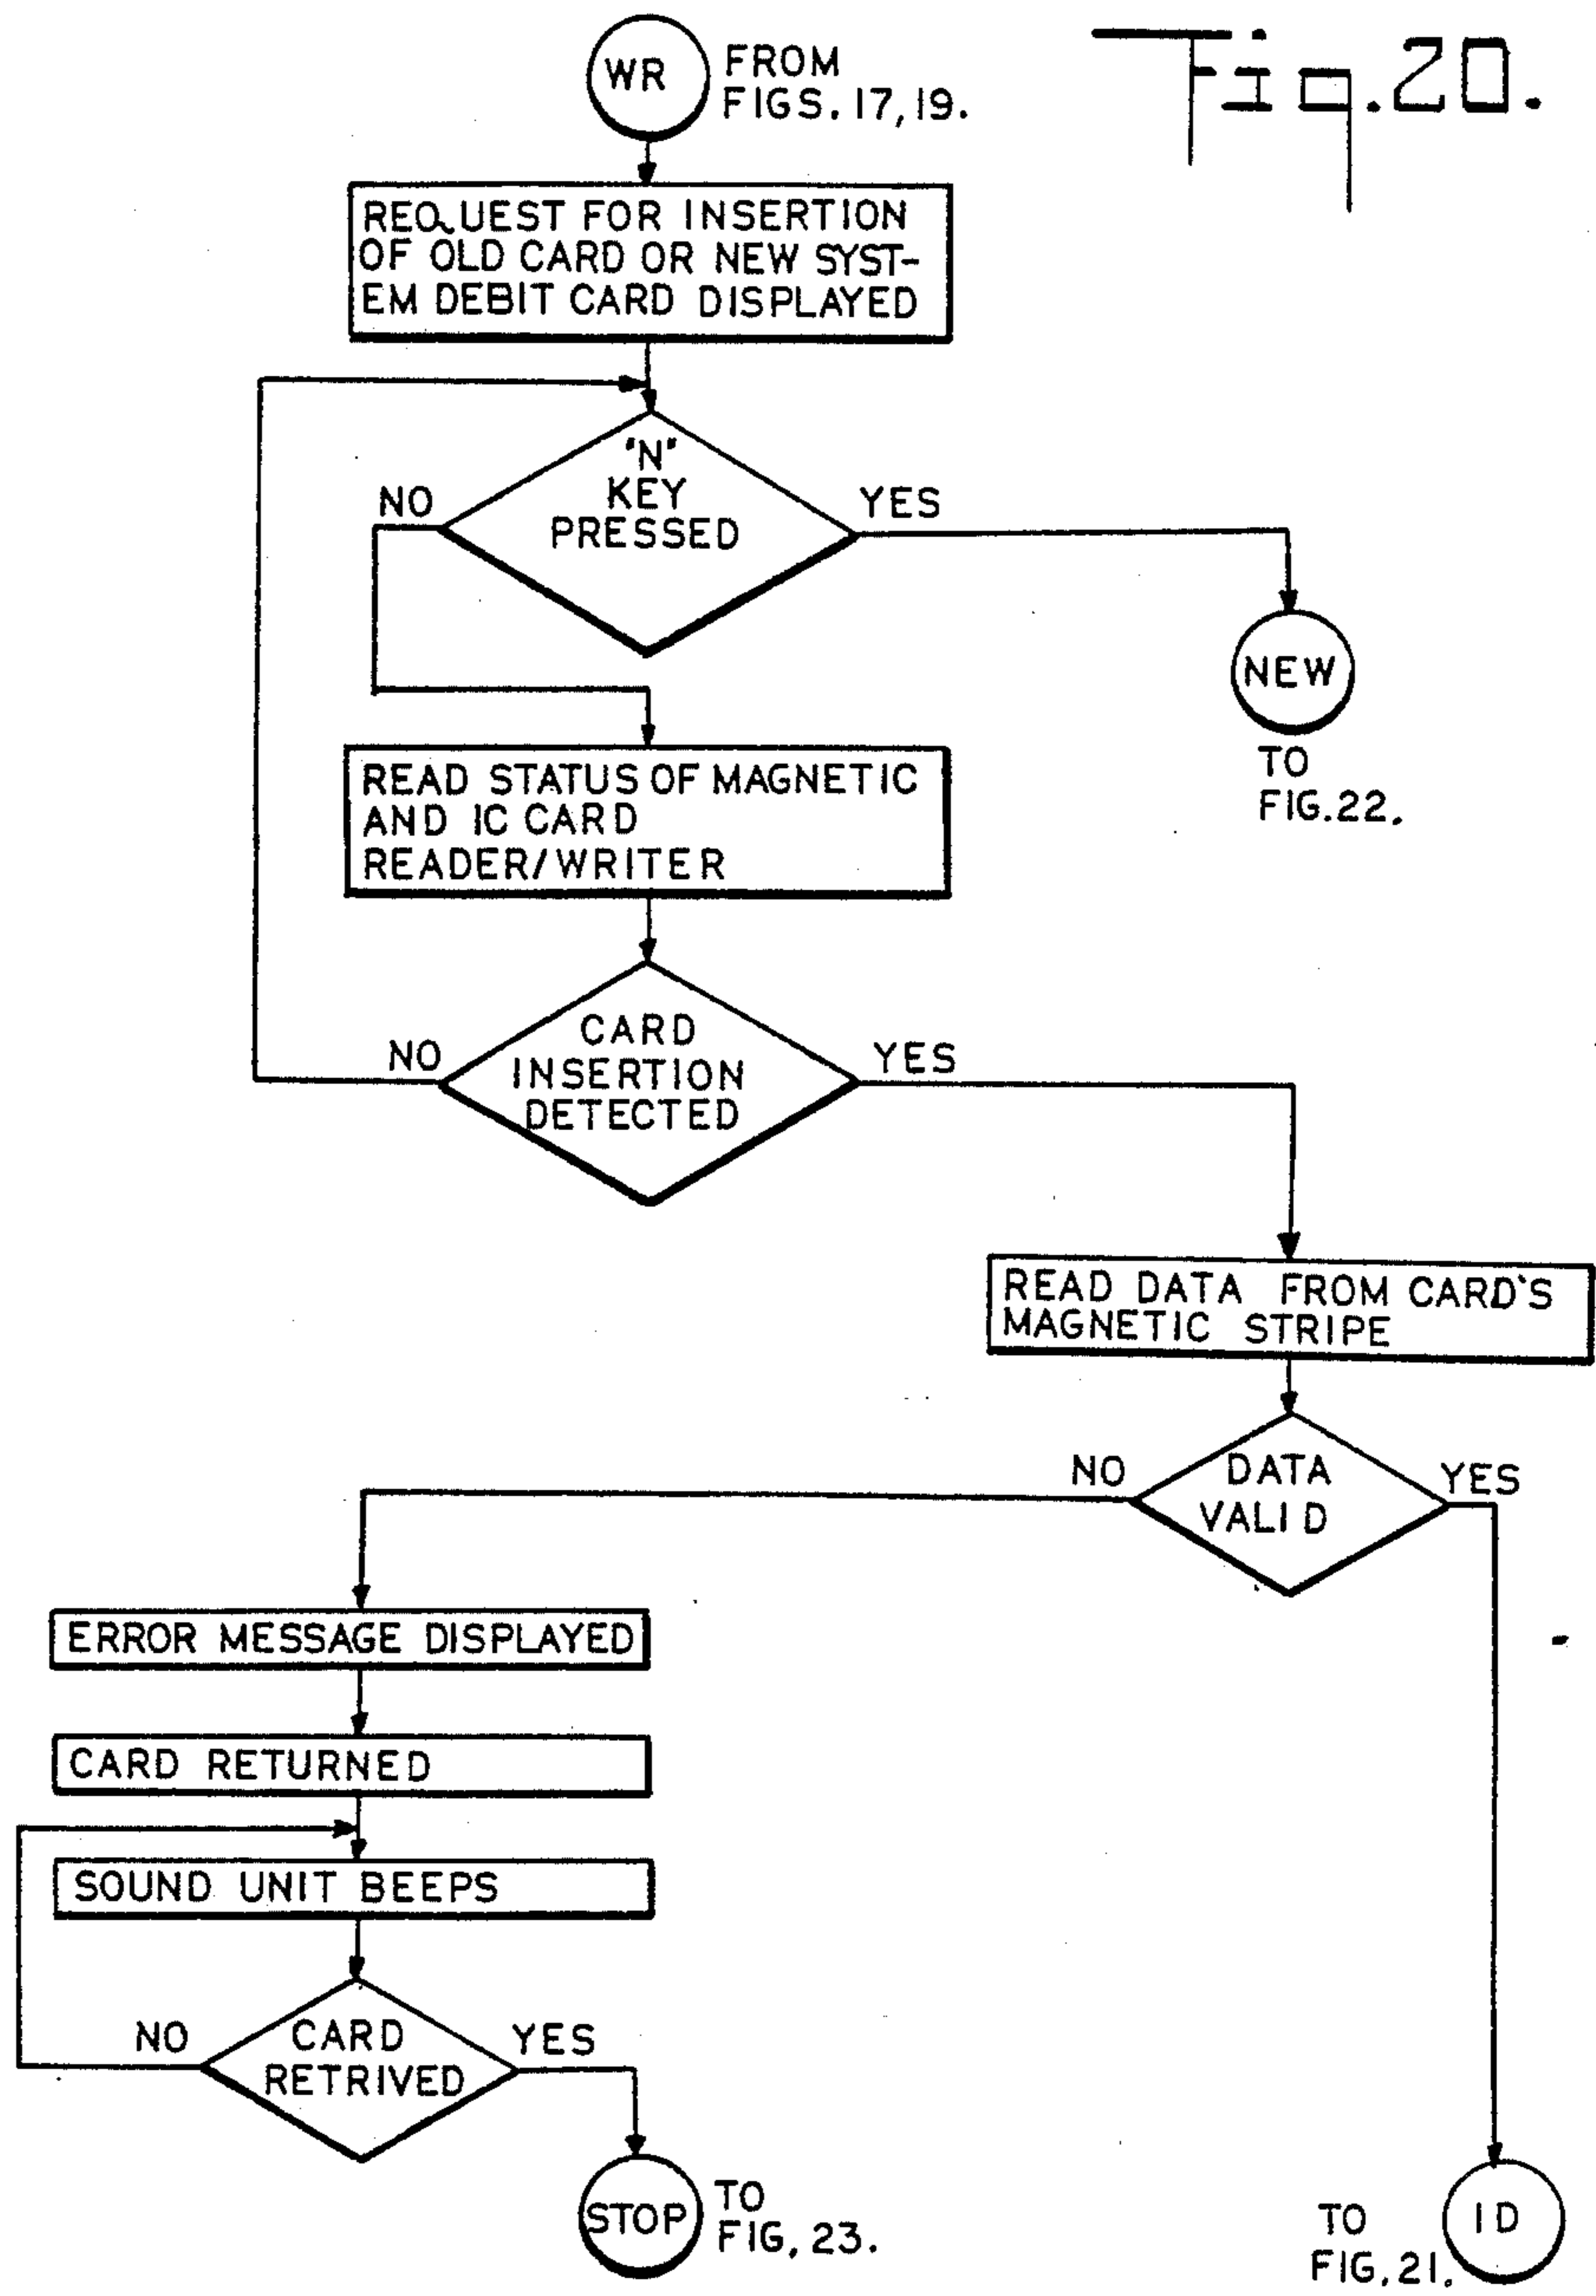 WR
FROM
FIGS. 17, 19.
Fig. 20.
REQUEST FOR INSERTION
OF OLD CARD OR NEW SYST-
EM DEBIT CARD DISPLAYED
"N"
KEY
PRESSED
NO
YES
NEW
TO
FIG. 22.
READ STATUS OF MAGNETIC
AND IC CARD
READER/WRITER
CARD
INSERTION
DETECTED
NO
YES
READ DATA FROM CARD'S
MAGNETIC STRIPE
DATA
VALID
NO
YES
ERROR MESSAGE DISPLAYED
CARD RETURNED
SOUND UNIT BEEPS
CARD
RETRIVED
NO
YES
STOP
TO
FIG, 23.
TO
FIG, 21.
ID